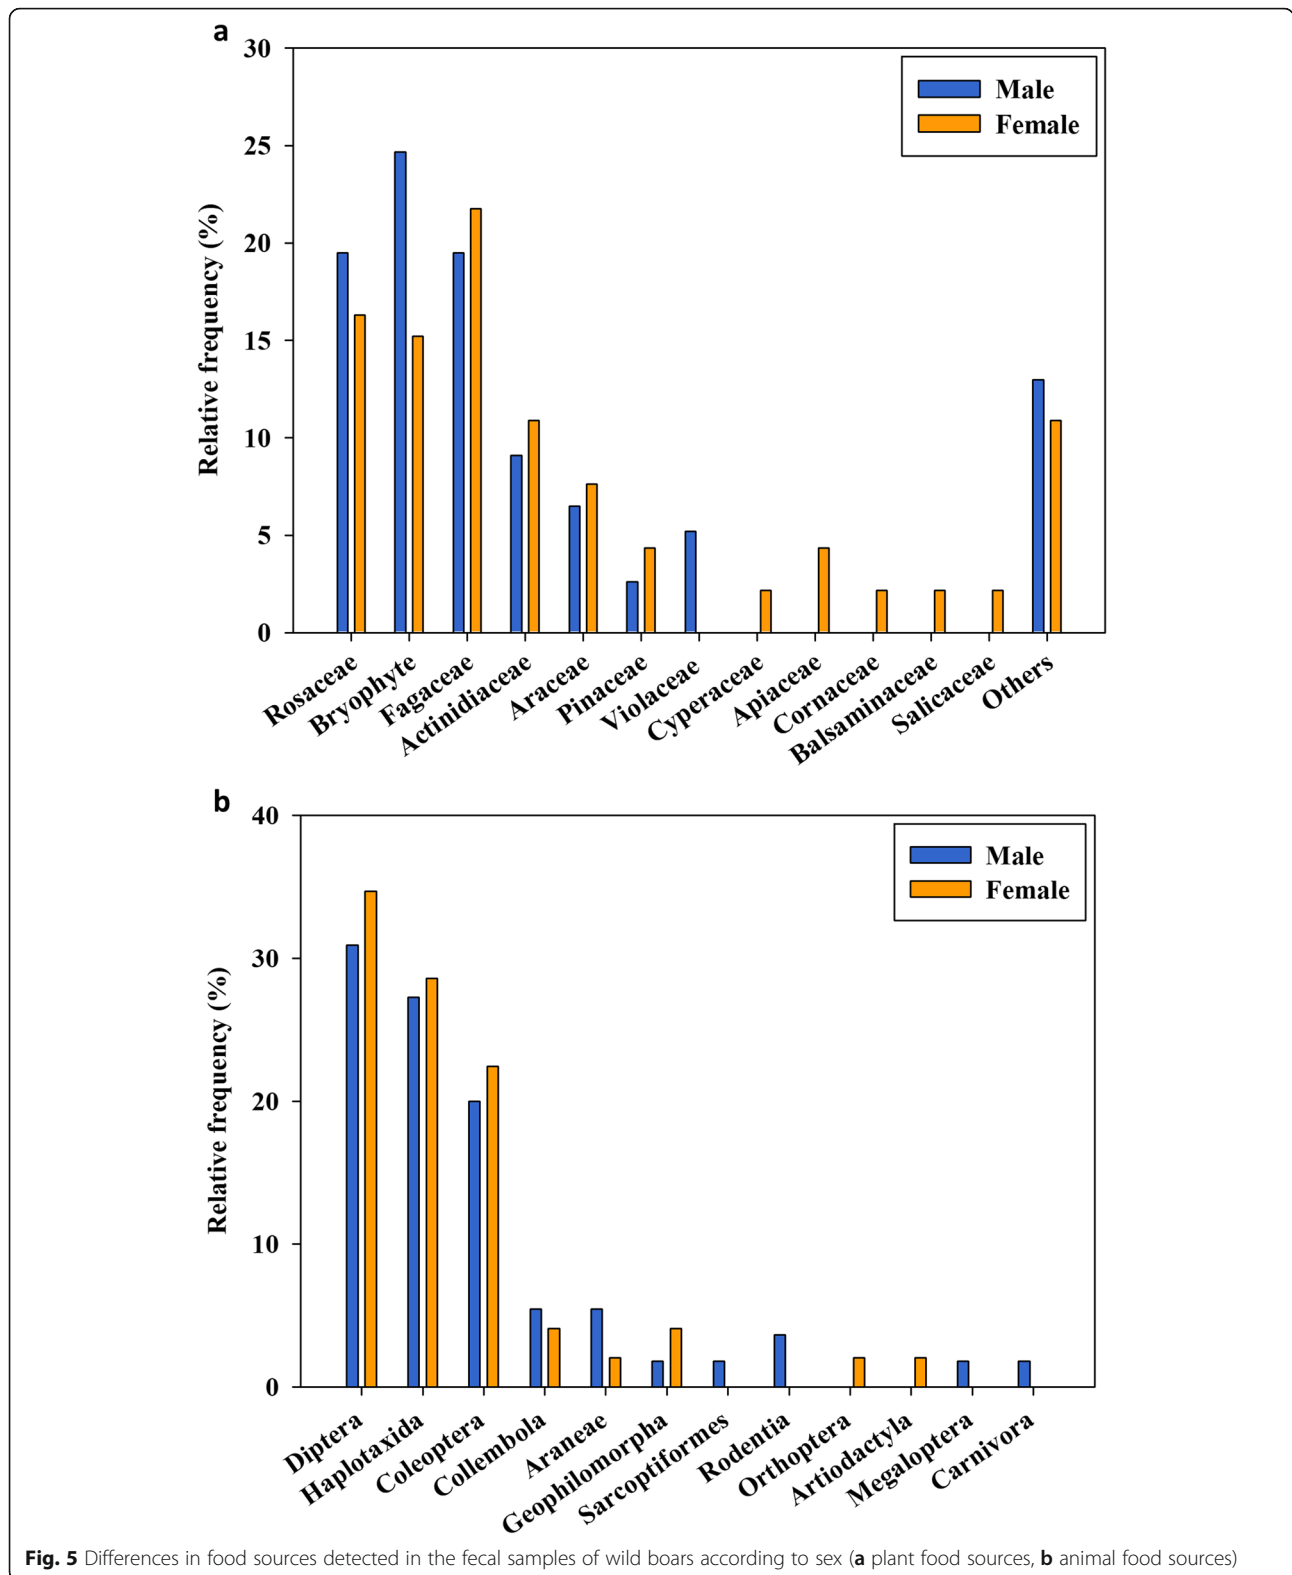 a
30
25
20
15
10
5
0
Relative frequency (%)
Male
Female
Rosaceae
Bryophyte
Fagaceae
Actinidiaceae
Araceae
Pinaceae
Violaceae
Cyperaceae
Apiaceae
Cornaceae
Balsaminaceae
Salicaceae
Others
b
40
30
20
10
0
Relative frequency (%)
Male
Female
Diptera
Haplotaxida
Coleoptera
Collembola
Araneae
Geophilomorpha
Sarcoptiformes
Rodentia
Orthoptera
Artiodactyla
Megaloptera
Carnivora
Fig. 5 Differences in food sources detected in the fecal samples of wild boars according to sex (a plant food sources, b animal food sources)